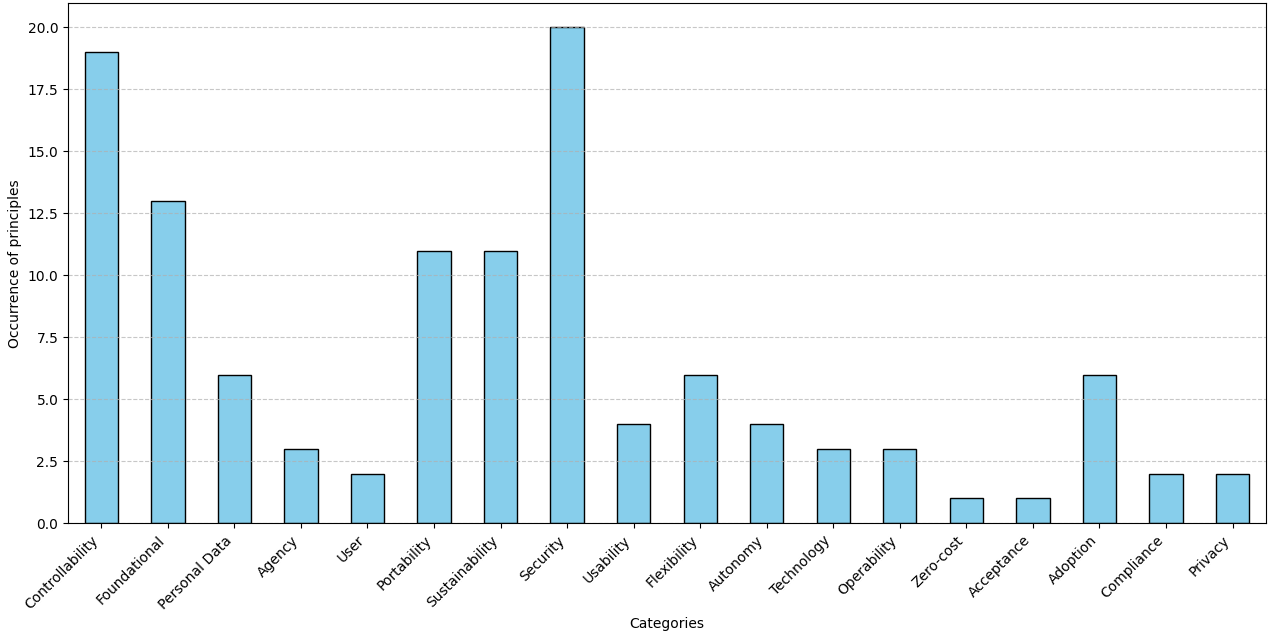 Occurrence of principles
20.0
17.5
15.0
12.5
10.0
7.5
5.0
2.5
0.0
Controllability
Foundational
Personal Data
Agency
User
Portability
Sustainability
Security
Usability
Flexibility
Autonomy
Technology
Operability
Zero-cost
Acceptance
Adoption
Compliance
Privacy
Categories